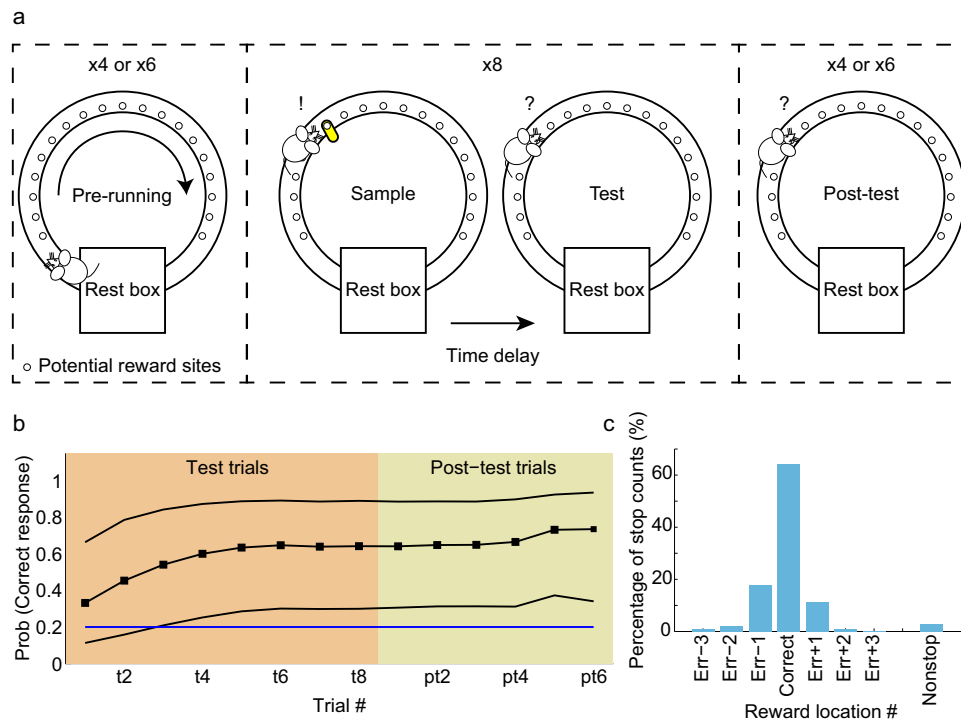 a
x4 or x6
x8
x4 or x6
! ? ?
Pre-running
Sample
Test
Post-test
Rest box
Rest box
Rest box
Rest box
Potential reward sites
Time delay
b
Test trials
Post−test trials
Prob (Correct response)
1
0.8
0.6
0.4
0.2
0
t2 t4 t6 t8 pt2 pt4 pt6
Trial #
c
Percentage of stop counts (%)
60
40
20
0
Err−3
Err−2
Err−1
Correct
Err+1
Err+2
Err+3
Nonstop
Reward location #